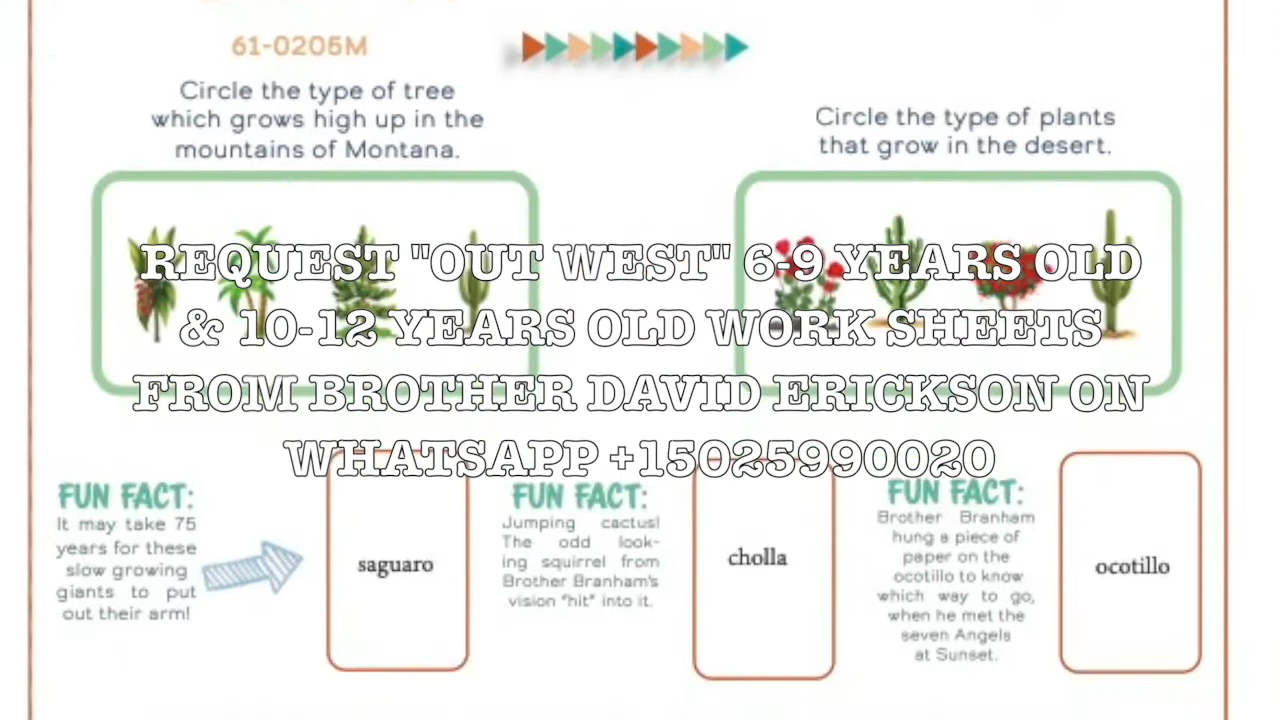 61-0205M
Circle the type of tree
which grows high up in the
mountains of Montana.
Circle the type of plants
that grow in the desert.
REQUEST "OUT WEST" 6-9 YEARS OLD
& 10-12 YEARS OLD WORK SHEETS
FROM BROTHER DAVID ERICKSON ON
WHATSAPP +15025990020
FUN FACT:
It may take 75
years for these
slow growing
giants to put
out their arm!
saguaro
FUN FACT:
Jumping cactus!
The odd look-
ing squirrel from
Brother Branham's
vision "hit" into it.
cholla
FUN FACT:
Brother Branham
hung a piece of
paper on the
ocotillo to know
which way to go,
when he met the
seven Angels
at Sunset.
ocotillo